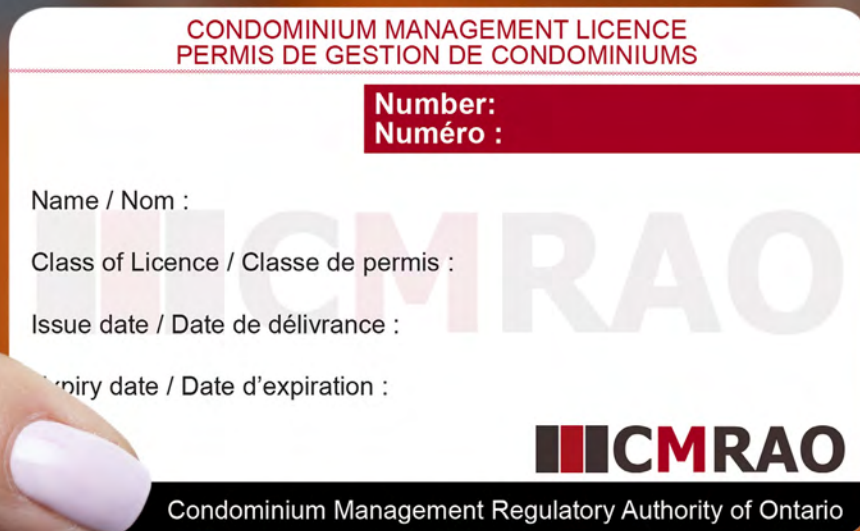 CONDOMINIUM MANAGEMENT LICENCE
PERMIS DE GESTION DE CONDOMINIUMS
Number:
Numéro :
Name / Nom :
CMRAO
Class of Licence / Classe de permis :
Issue date / Date de délivrance :
date / Date d'expiration :
CMRAO
Condominium Management Regulatory Authority of Ontario